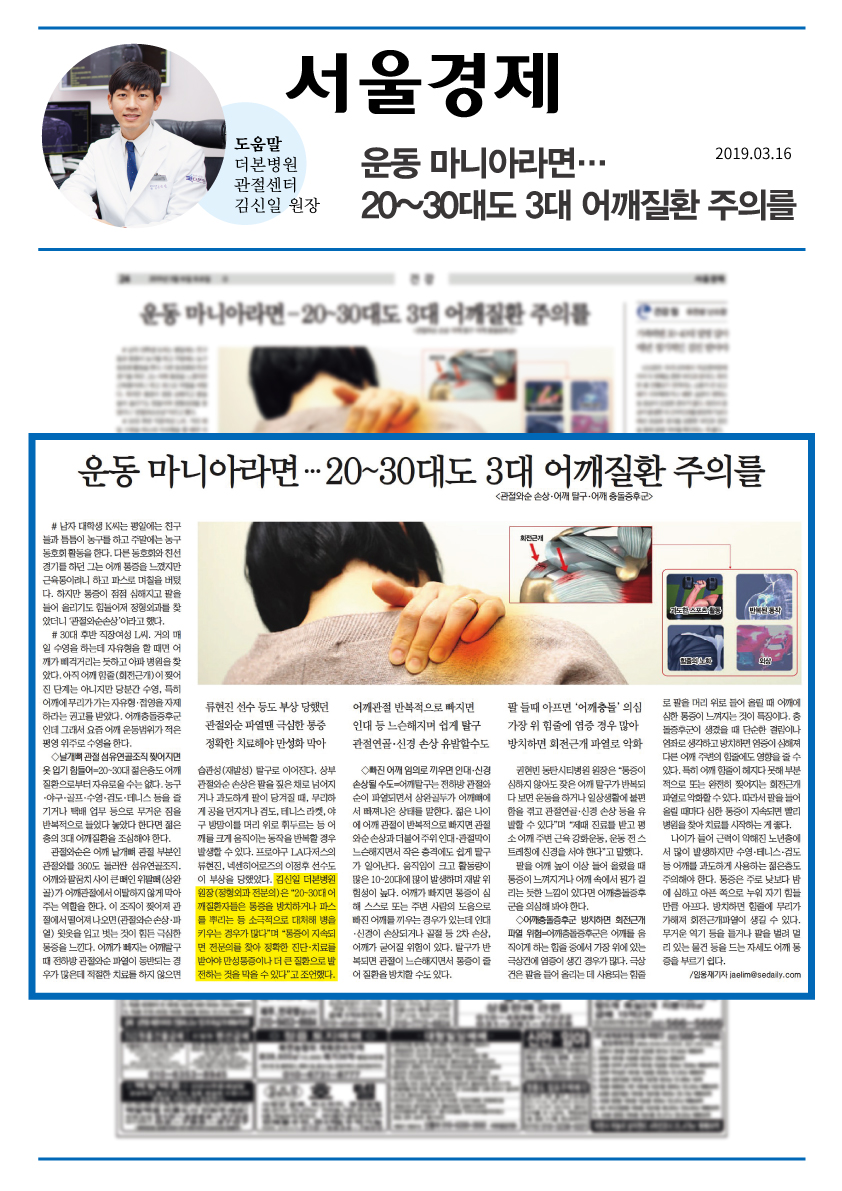 서울경제
도움말
더본병원
관절센터
김신일 원장
운동 마니아라면…
2019.03.16
20~30대도 3대 어깨질환 주의를
운동 마니아라면 – 20~30대도 3대 어깨질환 주의를
운동 마니아라면…20~30대도 3대 어깨질환 주의를
<관절와순 손상·어깨 탈구·어깨 충돌증후군>
# 남자 대학생 K씨는 평일에는 친구
들과 틈틈이 농구를 하고 주말에는 농구
동호회 활동을 한다. 다른 동호회와 친선
경기를 하던 그는 어깨 통증을 느꼈지만
근육통이려니 하고 파스로 며칠을 버텼
다. 하지만 통증이 점점 심해지고 팔을
들어 올리기도 힘들어져 정형외과를 찾
았더니 ‘관절와순손상’이라고 했다.
# 30대 후반 직장여성 L씨. 거의 매
일 수영을 하는데 자유형을 할 때면 어
깨가 삐걱거리는 듯하고 아파 병원을 찾
았다. 아직 어깨 힘줄(회전근개)이 찢어
진 단계는 아니지만 당분간 수영, 특히
어깨에 무리가 가는 자유형·접영을 자제
하라는 권고를 받았다. 어깨충돌증후군
인데 그래서 요즘 어깨 운동범위가 적은
평영 위주로 수영을 한다.
◇날개뼈 관절 섬유연골조직 찢어지면
옷 입기 힘들어=20~30대 젊은층도 어깨
질환으로부터 자유로울 수는 없다. 농구
·야구·골프·수영·검도·테니스 등을 즐
기거나 택배 업무 등으로 무거운 짐을
반복적으로 들었다 놓았다 한다면 젊은
층의 3대 어깨질환을 조심해야 한다.
관절와순은 어깨 날개뼈 관절 부분인
관절와를 360도 둘러싼 섬유연골조직.
어깨와 팔꿈치 사이 큰 뼈인 위팔뼈(상완
골)가 어깨관절에서 이탈하지 않게 막아
주는 역할을 한다. 이 조직이 찢어져 관
절에서 떨어져 나오면(관절와순 손상·파
열) 윗옷을 입고 벗는 것이 힘든 극심한
통증을 느낀다. 어깨가 빠지는 어깨탈구
때 전하방 관절와순 파열이 동반되는 경
우가 많은데 적절한 치료를 하지 않으면
회전근개
과도한 스포츠 활동
반복된 동작
힘줄의 노화
외상
류현진 선수 등도 부상 당했던
관절와순 파열땐 극심한 통증
정확한 치료해야 만성화 막아
습관성(재발성) 탈구로 이어진다. 상부
관절와순 손상은 팔을 짚은 채로 넘어지
거나 과도하게 팔이 당겨질 때, 무리하
게 공을 던지거나 검도, 테니스 라켓, 야
구 방망이를 머리 위로 휘두르는 등 어
깨를 크게 움직이는 동작을 반복할 경우
발생할 수 있다. 프로야구 LA다저스의
류현진, 넥센히어로즈의 이정후 선수도
이 부상을 당했었다. 김신일 더본병원
원장(정형외과 전문의)은 “20~30대 어
깨질환자들은 통증을 방치하거나 파스
를 뿌리는 등 소극적으로 대처해 병을
키우는 경우가 많다”며 “통증이 지속되
면 전문의를 찾아 정확한 진단·치료를
받아야 만성통증이나 더 큰 질환으로 발
전하는 것을 막을 수 있다”고 조언했다.
어깨관절 반복적으로 빠지면
인대 등 느슨해지며 쉽게 탈구
관절연골·신경 손상 유발할수도
◇빠진 어깨 임의로 끼우면 인대·신경
손상될 수도=어깨탈구는 전하방 관절와
순이 파열되면서 상완골두가 어깨뼈에
서 빠져나온 상태를 말한다. 젊은 나이
에 어깨 관절이 반복적으로 빠지면 관절
와순 손상과 더불어 주위 인대·관절막이
느슨해지면서 작은 충격에도 쉽게 탈구
가 일어난다. 움직임이 크고 활동량이
많은 10~20대에 많이 발생하며 재발 위
험성이 높다. 어깨가 빠지면 통증이 심
해 스스로 또는 주변 사람의 도움으로
빠진 어깨를 끼우는 경우가 있는데 인대
·신경이 손상되거나 골절 등 2차 손상,
어깨가 굳어질 위험이 있다. 탈구가 반
복되면 관절이 느슨해지면서 통증이 줄
어 질환을 방치할 수도 있다.
팔 들때 아프면 ‘어깨충돌’ 의심
가장 위 힘줄에 염증 경우 많아
방치하면 회전근개 파열로 악화
권현빈 동탄시티병원 원장은 “통증이
심하지 않아도 잦은 어깨 탈구가 반복되
다 보면 운동을 하거나 일상생활에 불편
함을 겪고 관절연골·신경 손상 등을 유
발할 수 있다”며 “제때 진료를 받고 평
소 어깨 주변 근육 강화운동, 운동 전 스
트레칭에 신경을 써야 한다”고 말했다.
팔을 어깨 높이 이상 들어 올렸을 때
통증이 느껴지거나 어깨 속에서 뭔가 걸
리는 듯한 느낌이 있다면 어깨충돌증후
군을 의심해 봐야 한다.
◇어깨충돌증후군 방치하면 회전근개
파열 위험=어깨충돌증후군은 어깨를 움
직이게 하는 힘줄 중에서 가장 위에 있는
극상건에 염증이 생긴 경우가 많다. 극상
건은 팔을 들어 올리는 데 사용되는 힘줄
로 팔을 머리 위로 들어 올릴 때 어깨에
심한 통증이 느껴지는 것이 특징이다. 충
돌증후군이 생겼을 때 단순한 결림이나
염좌로 생각하고 방치하면 염증이 심해져
다른 어깨 주변의 힘줄에도 영향을 줄 수
있다. 특히 어깨 힘줄이 해지다 못해 부분
적으로 또는 완전히 찢어지는 회전근개
파열로 악화할 수 있다. 따라서 팔을 들어
올릴 때마다 심한 통증이 지속되면 빨리
병원을 찾아 치료를 시작하는 게 좋다.
나이가 들어 근력이 약해진 노년층에
서 많이 발생하지만 수영·테니스·검도
등 어깨를 과도하게 사용하는 젊은층도
주의해야 한다. 통증은 주로 낮보다 밤
에 심하고 아픈 쪽으로 누워 자기 힘들
만큼 아프다. 방치하면 힘줄에 무리가
가해져 회전근개파열이 생길 수 있다.
무거운 역기 등을 들거나 팔을 벌려 멀
리 있는 물건 등을 드는 자세도 어깨 통
증을 부르기 쉽다.
/임웅재기자 jaelim@sedaily.com